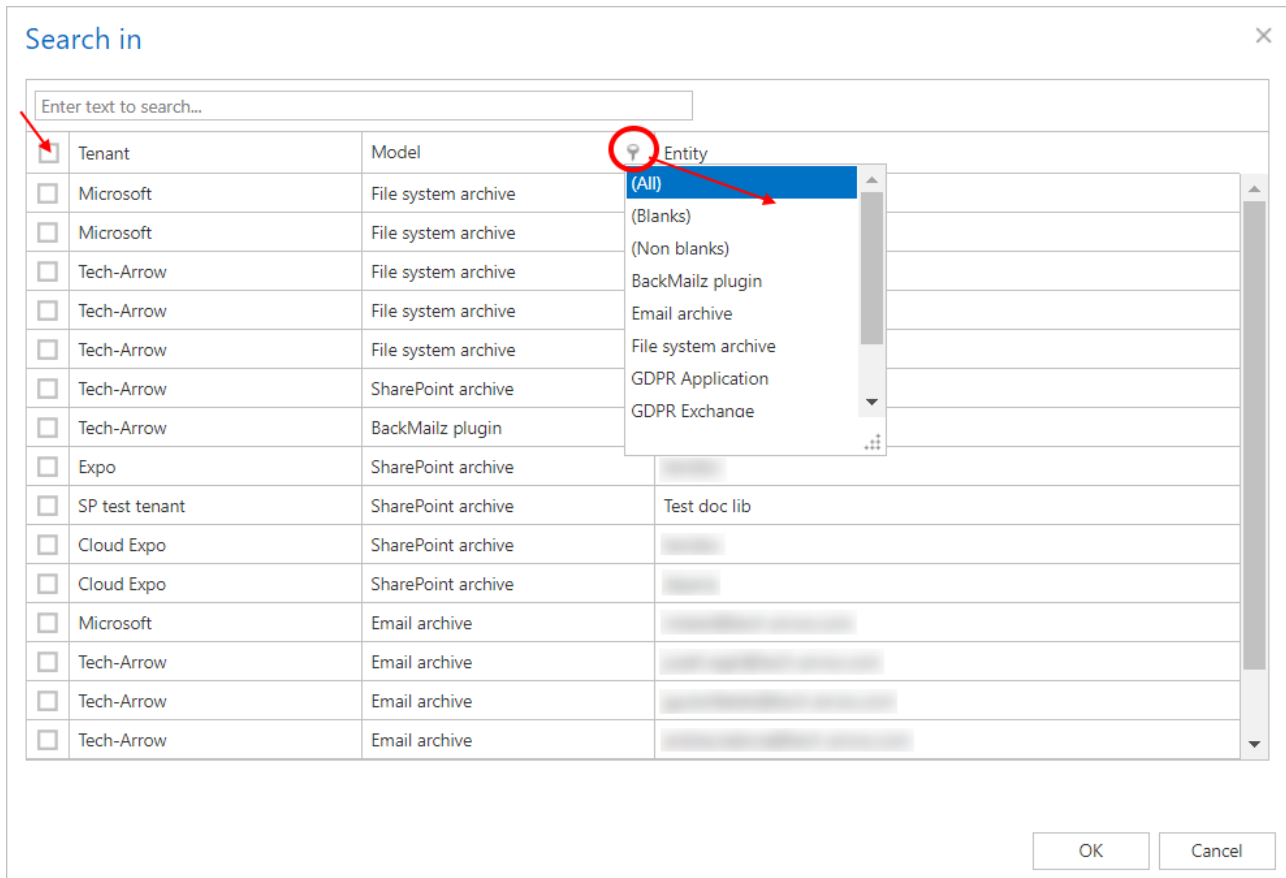 Search in
Enter text to search...
Tenant Model Entity
Microsoft File system archive (All)
Microsoft File system archive (Blanks)
(Non blanks)
Tech-Arrow File system archive BackMailz plugin
Tech-Arrow File system archive Email archive
Tech-Arrow File system archive File system archive
Tech-Arrow SharePoint archive GDPR Application
Tech-Arrow BackMailz plugin GDPR Exchange
Expo SharePoint archive
SP test tenant SharePoint archive Test doc lib
Cloud Expo SharePoint archive
Cloud Expo SharePoint archive
Microsoft Email archive
Tech-Arrow Email archive
Tech-Arrow Email archive
Tech-Arrow Email archive
OK Cancel